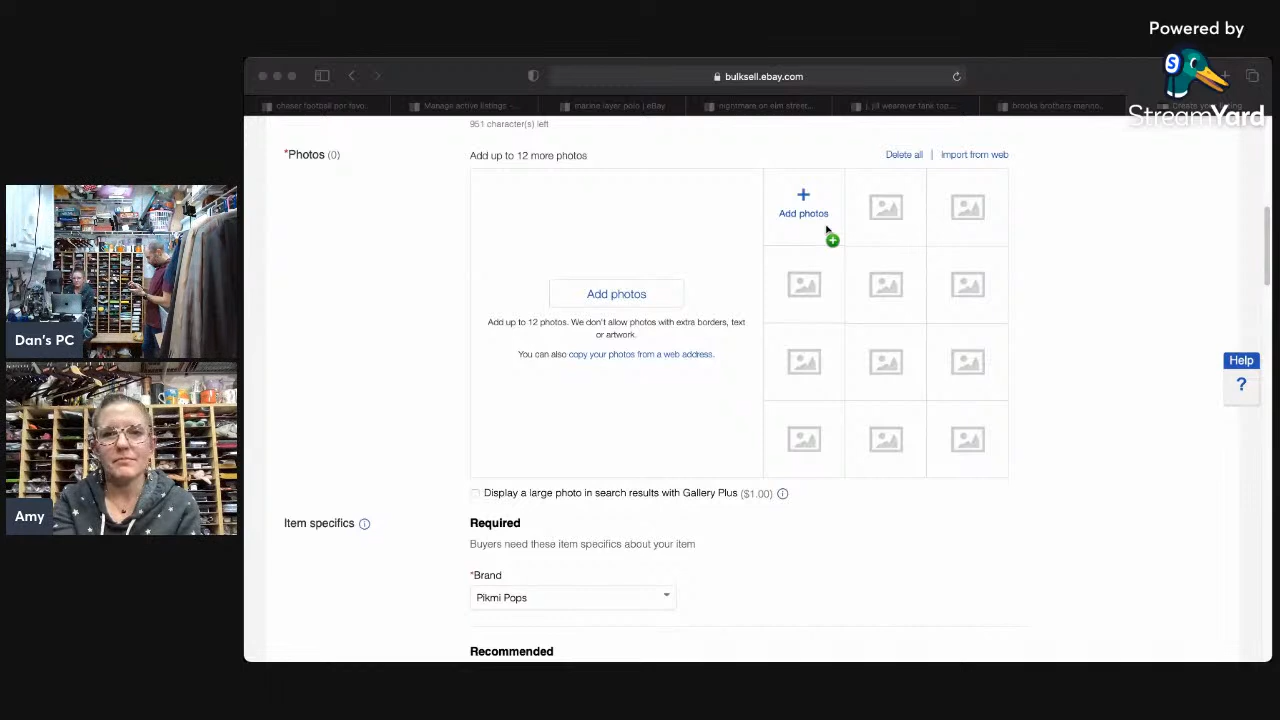 Powered by
StreamYard
bulksell.ebay.com
chaser football por favo...
Manage active listings -...
marine layer polo | eBay
nightmare on elm street...
j. jill wearever tank top...
brooks brothers merino...
951 character(s) left
*Photos (0)
Add up to 12 more photos
Delete all | Import from web
+
Add photos
Add photos
Add up to 12 photos. We don't allow photos with extra borders, text
or artwork.
You can also copy your photos from a web address.
Help
?
Dan's PC
Amy
Display a large photo in search results with Gallery Plus ($1.00)
Item specifics
Required
Buyers need these item specifics about your item
*Brand
Pikmi Pops
Recommended